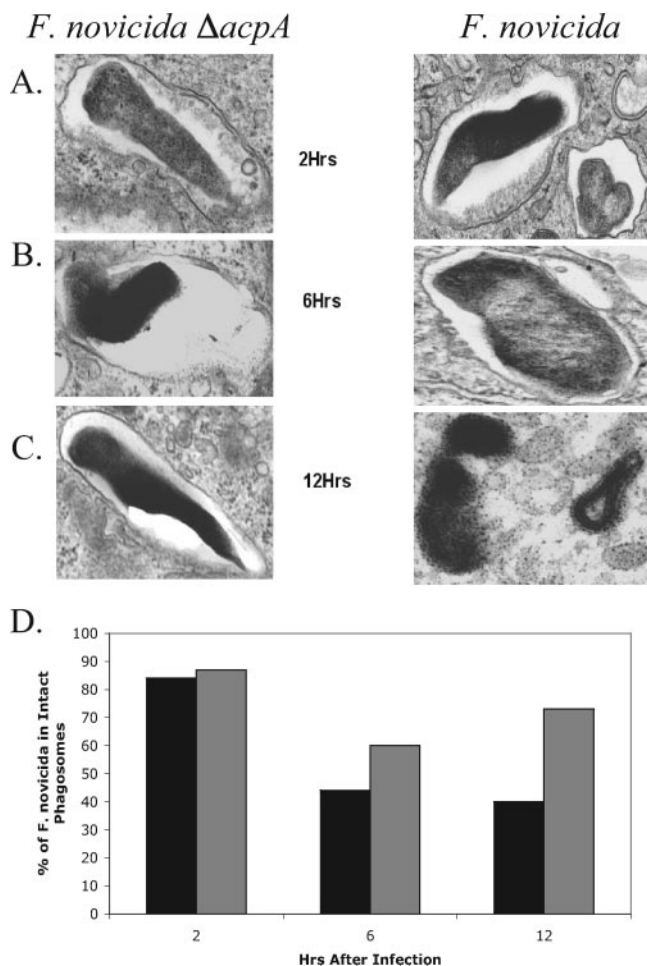 F. novicida ΔacpA
F. novicida
A.
2Hrs
B.
6Hrs
C.
12Hrs
D.
% of F. novicida in Intact
Phagosomes
100
90
80
70
60
50
40
30
20
10
0
2
6
12
Hrs After Infection